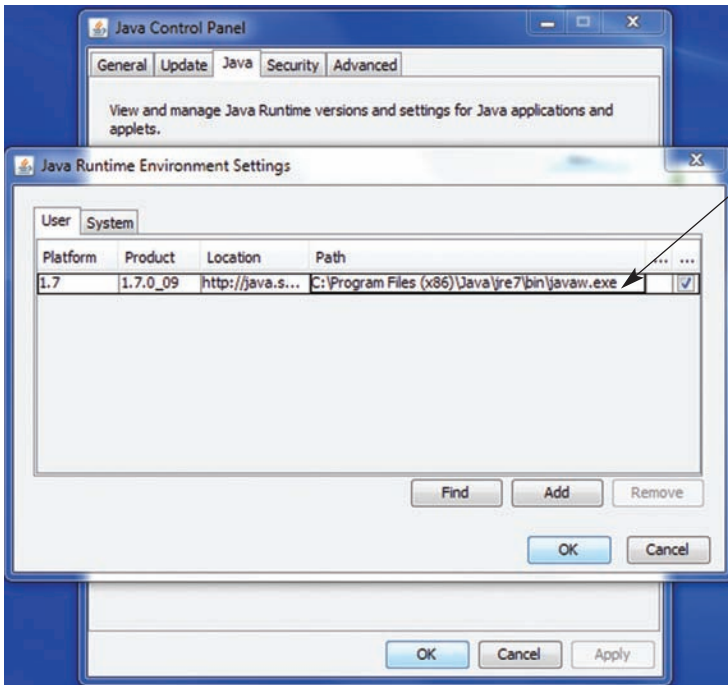 Java Control Panel
General Update Java Security Advanced
View and manage Java Runtime versions and settings for Java applications and
applets.
Java Runtime Environment Settings
User System
Platform Product Location Path ... ...
1.7 1.7.0_09 http://java.s... C:\Program Files (x86)\Java\jre7\bin\javaw.exe
Find Add Remove
OK Cancel
OK Cancel Apply